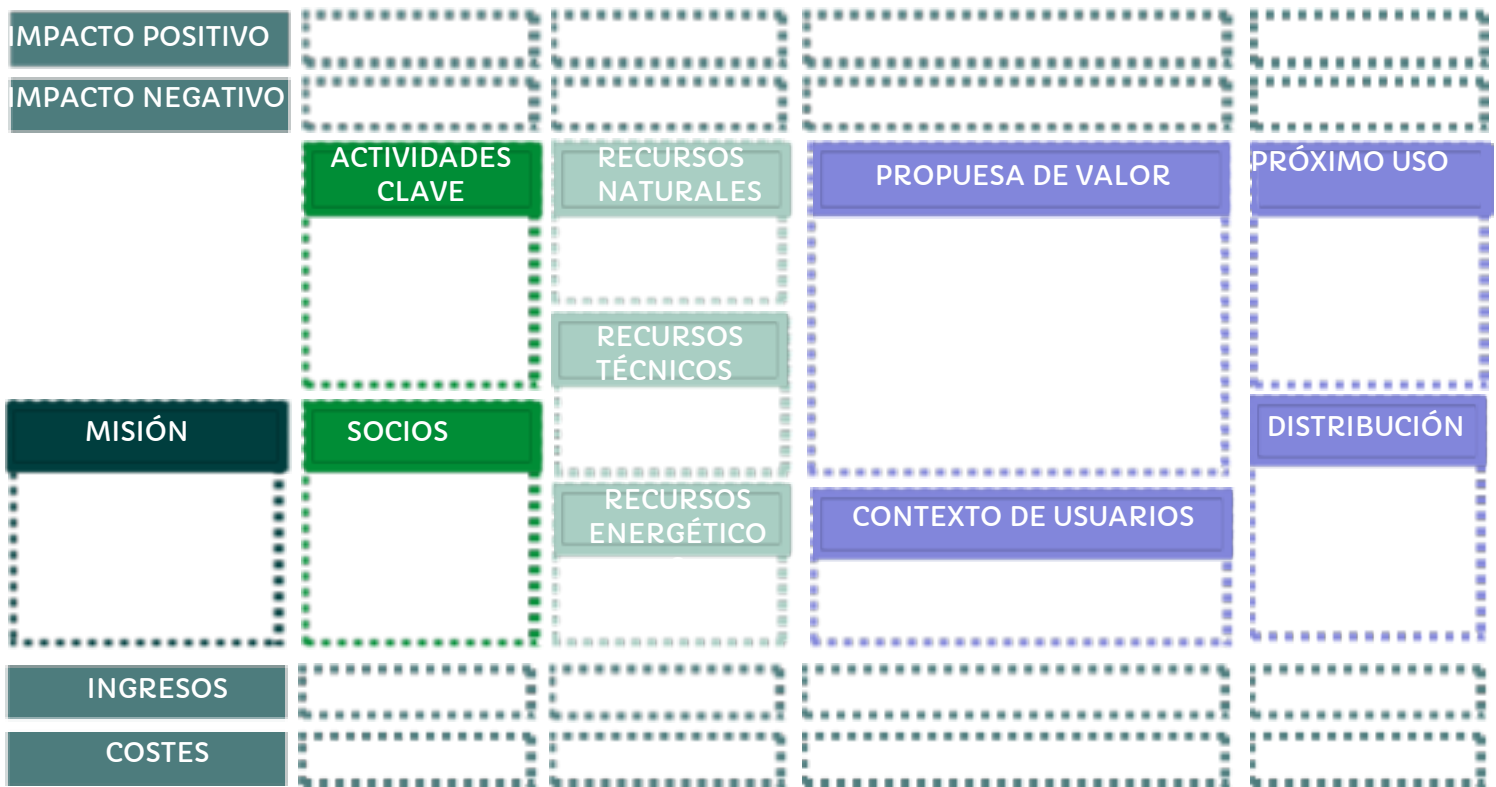 IMPACTO POSITIVO
IMPACTO NEGATIVO
ACTIVIDADES
CLAVE
RECURSOS
NATURALES
PROPUESA DE VALOR
PRÓXIMO USO
RECURSOS
TÉCNICOS
MISIÓN
SOCIOS
DISTRIBUCIÓN
RECURSOS
ENERGÉTICO
CONTEXTO DE USUARIOS
INGRESOS
COSTES